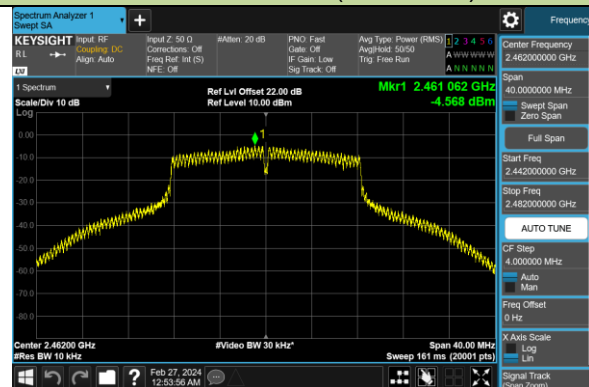 Spectrum Analyzer 1
Swept SA
Frequency
KEYSIGHT
Input: RF
Coupling: DC
Align: Auto
Input Z: 50 Ω
Corrections: Off
Freq Ref: Int (S)
NFE: Off
#Atten: 20 dB
PNO: Fast
Gate: Off
IF Gain: Low
Sig Track: Off
Avg Type: Power (RMS)
Avg|Hold: 50/50
Trig: Free Run
1 2 3 4 5 6
A W W W W W
A N N N N N
RL
LXI
1 Spectrum
Scale/Div 10 dB
Log
Ref Lvl Offset 22.00 dB
Ref Level 10.00 dBm
Mkr1 2.461 062 GHz
-4.568 dBm
1
0.00
-10.0
-20.0
-30.0
-40.0
-50.0
-60.0
-70.0
-80.0
Center 2.46200 GHz
#Res BW 10 kHz
#Video BW 30 kHz*
Span 40.00 MHz
Sweep 161 ms (20001 pts)
Center Frequency
2.462000000 GHz
Span
40.0000000 MHz
Swept Span
Zero Span
Full Span
Start Freq
2.442000000 GHz
Stop Freq
2.482000000 GHz
AUTO TUNE
CF Step
4.000000 MHz
Auto
Man
Freq Offset
0 Hz
X Axis Scale
Log
Lin
Signal Track
(Span Zoom)
Feb 27, 2024
12:53:56 AM